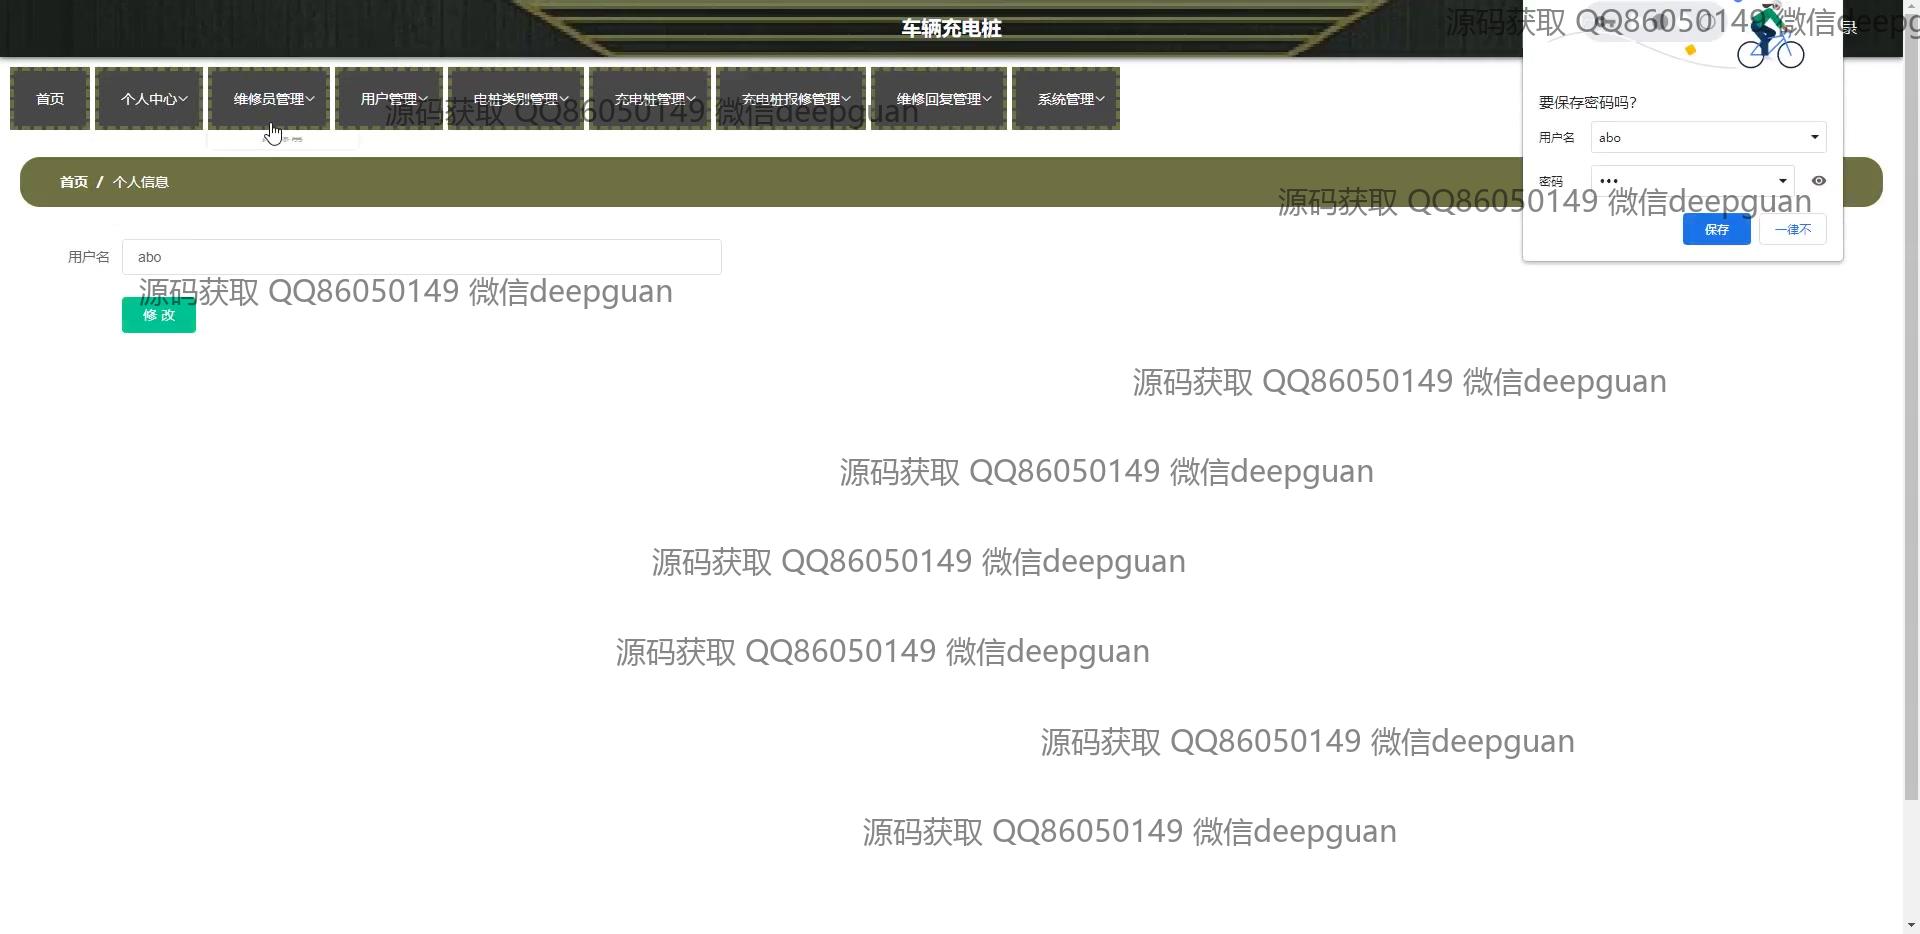 车辆充电桩
源码获取 QQ86050149 微信deepguan
录
首页
个人中心
维修员管理
用户管理
电桩类别管理
充电桩管理
充电桩报修管理
维修回复管理
系统管理
源码获取 QQ86050149 微信deepguan
要保存密码吗?
用户名 abo
密码 •••
保存 一律不
首页 / 个人信息
源码获取 QQ86050149 微信deepguan
用户名 abo
源码获取 QQ86050149 微信deepguan
修改
源码获取 QQ86050149 微信deepguan
源码获取 QQ86050149 微信deepguan
源码获取 QQ86050149 微信deepguan
源码获取 QQ86050149 微信deepguan
源码获取 QQ86050149 微信deepguan
源码获取 QQ86050149 微信deepguan